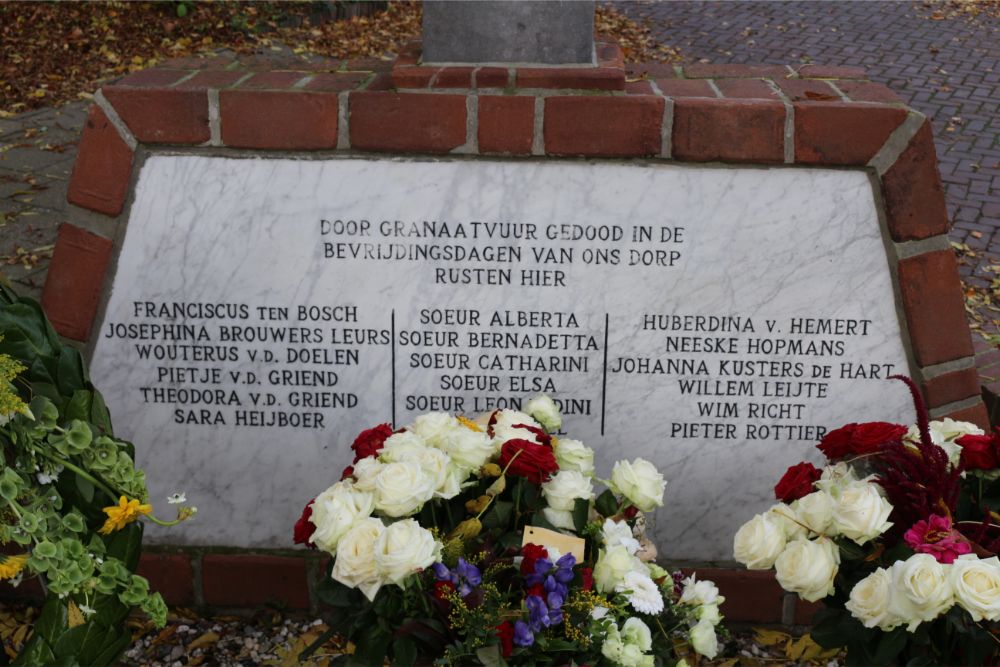 DOOR GRANAATVUUR GEDOOD IN DE
BEVRIJDINGSDAGEN VAN ONS DORP
RUSTEN HIER
FRANCISCUS TEN BOSCH
JOSEPHINA BROUWERS LEURS
WOUTERUS V.D. DOELEN
PIETJE V.D. GRIEND
THEODORA V.D. GRIEND
SARA HEIJBOER
SOEUR ALBERTA
SOEUR BERNADETTA
SOEUR CATHARINI
SOEUR ELSA
SOEUR
HUBERDINA V. HEMERT
NEESKE HOPMANS
JOHANNA KUSTERS DE HART
WILLEM LEIJTE
WIM RICHT
PIETER ROTTIER